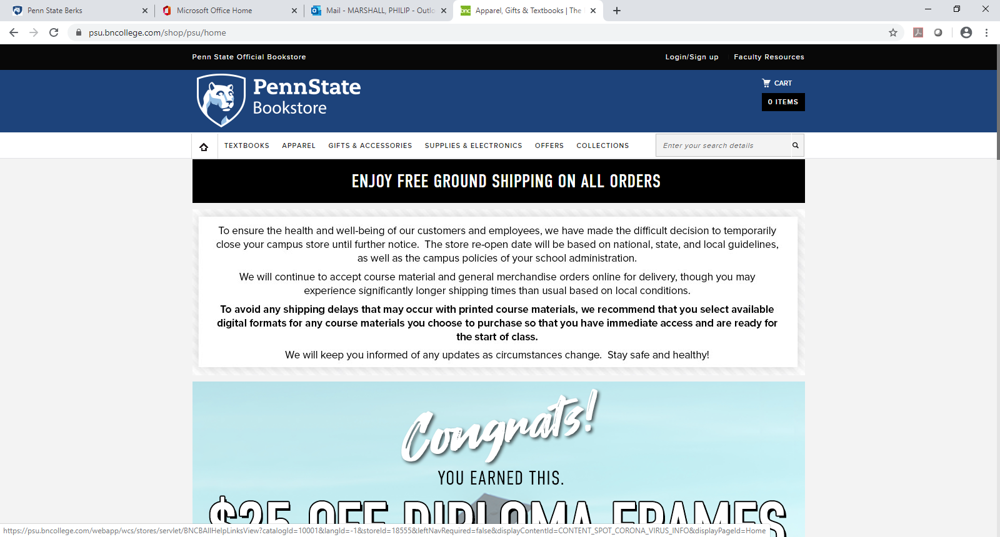 Penn State Berks
Microsoft Office Home
Mail - MARSHALL, PHILIP - Outlo
bnc
Apparel, Gifts & Textbooks | The
psu.bncollege.com/shop/psu/home
Penn State Official Bookstore
Login/Sign up
Faculty Resources
PennState
Bookstore
CART
0 ITEMS
TEXTBOOKS
APPAREL
GIFTS & ACCESSORIES
SUPPLIES & ELECTRONICS
OFFERS
COLLECTIONS
Enter your search details
ENJOY FREE GROUND SHIPPING ON ALL ORDERS
To ensure the health and well-being of our customers and employees, we have made the difficult decision to temporarily
close your campus store until further notice.  The store re-open date will be based on national, state, and local guidelines,
as well as the campus policies of your school administration.
We will continue to accept course material and general merchandise orders online for delivery, though you may
experience significantly longer shipping times than usual based on local conditions.
To avoid any shipping delays that may occur with printed course materials, we recommend that you select available
digital formats for any course materials you choose to purchase so that you have immediate access and are ready for
the start of class.
We will keep you informed of any updates as circumstances change.  Stay safe and healthy!
Congrats!
YOU EARNED THIS.
$25 OFF DIPLOMA FRAMES
https://psu.bncollege.com/webapp/wcs/stores/servlet/BNCBAllHelpLinksView?catalogId=10001&langId=-1&storeId=18555&leftNavRequired=false&displayContentId=CONTENT_SPOT_CORONA_VIRUS_INFO&displayPageId=Home